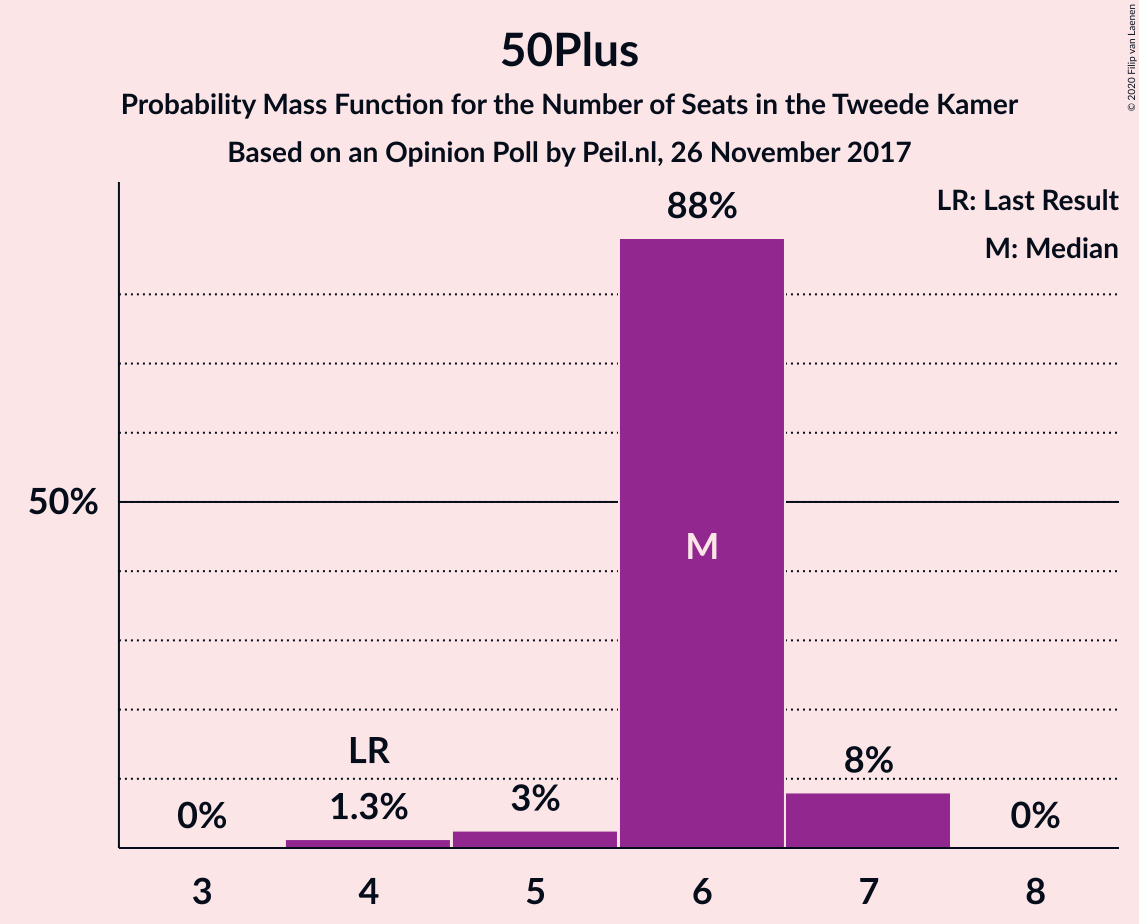 50Plus
Probability Mass Function for the Number of Seats in the Tweede Kamer
Based on an Opinion Poll by Peil.nl, 26 November 2017
© 2020 Filip van Laenen
LR: Last Result
M: Median
88%
50%
M
LR
0%
1.3%
3%
8%
0%
3 4 5 6 7 8